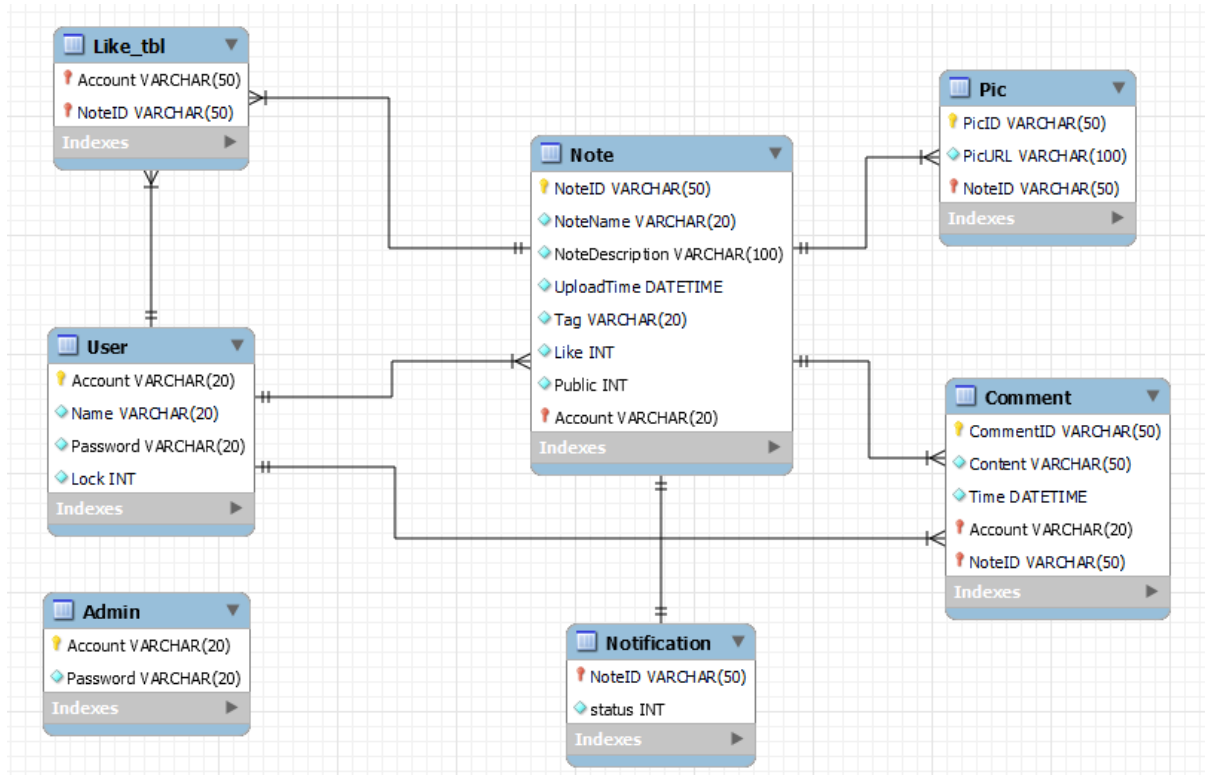 Like_tbl
Account VARCHAR(50)
NoteID VARCHAR(50)
Indexes
User
Account VARCHAR(20)
Name VARCHAR(20)
Password VARCHAR(20)
Lock INT
Indexes
Admin
Account VARCHAR(20)
Password VARCHAR(20)
Indexes
Note
NoteID VARCHAR(50)
NoteName VARCHAR(20)
NoteDescription VARCHAR(100)
UploadTime DATETIME
Tag VARCHAR(20)
Like INT
Public INT
Account VARCHAR(20)
Indexes
Notification
NoteID VARCHAR(50)
status INT
Indexes
Pic
PicID VARCHAR(50)
PicURL VARCHAR(100)
NoteID VARCHAR(50)
Indexes
Comment
CommentID VARCHAR(50)
Content VARCHAR(50)
Time DATETIME
Account VARCHAR(20)
NoteID VARCHAR(50)
Indexes